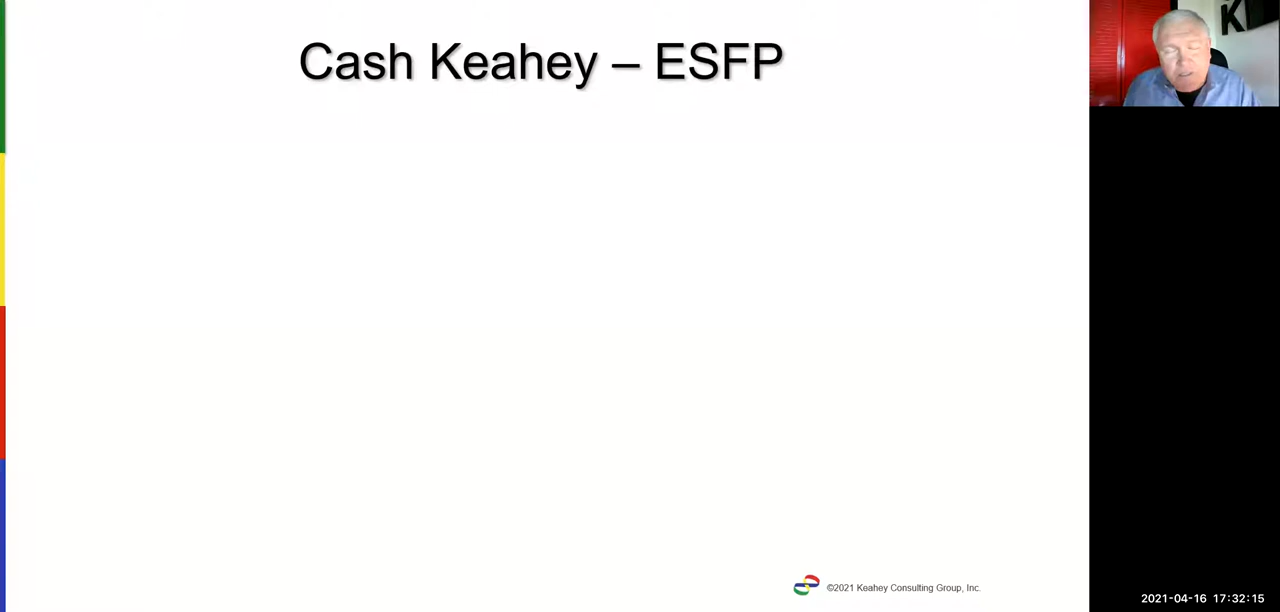 Cash Keahey – ESFP
K
©2021 Keahey Consulting Group, Inc.
2021-04-16 17:32:15